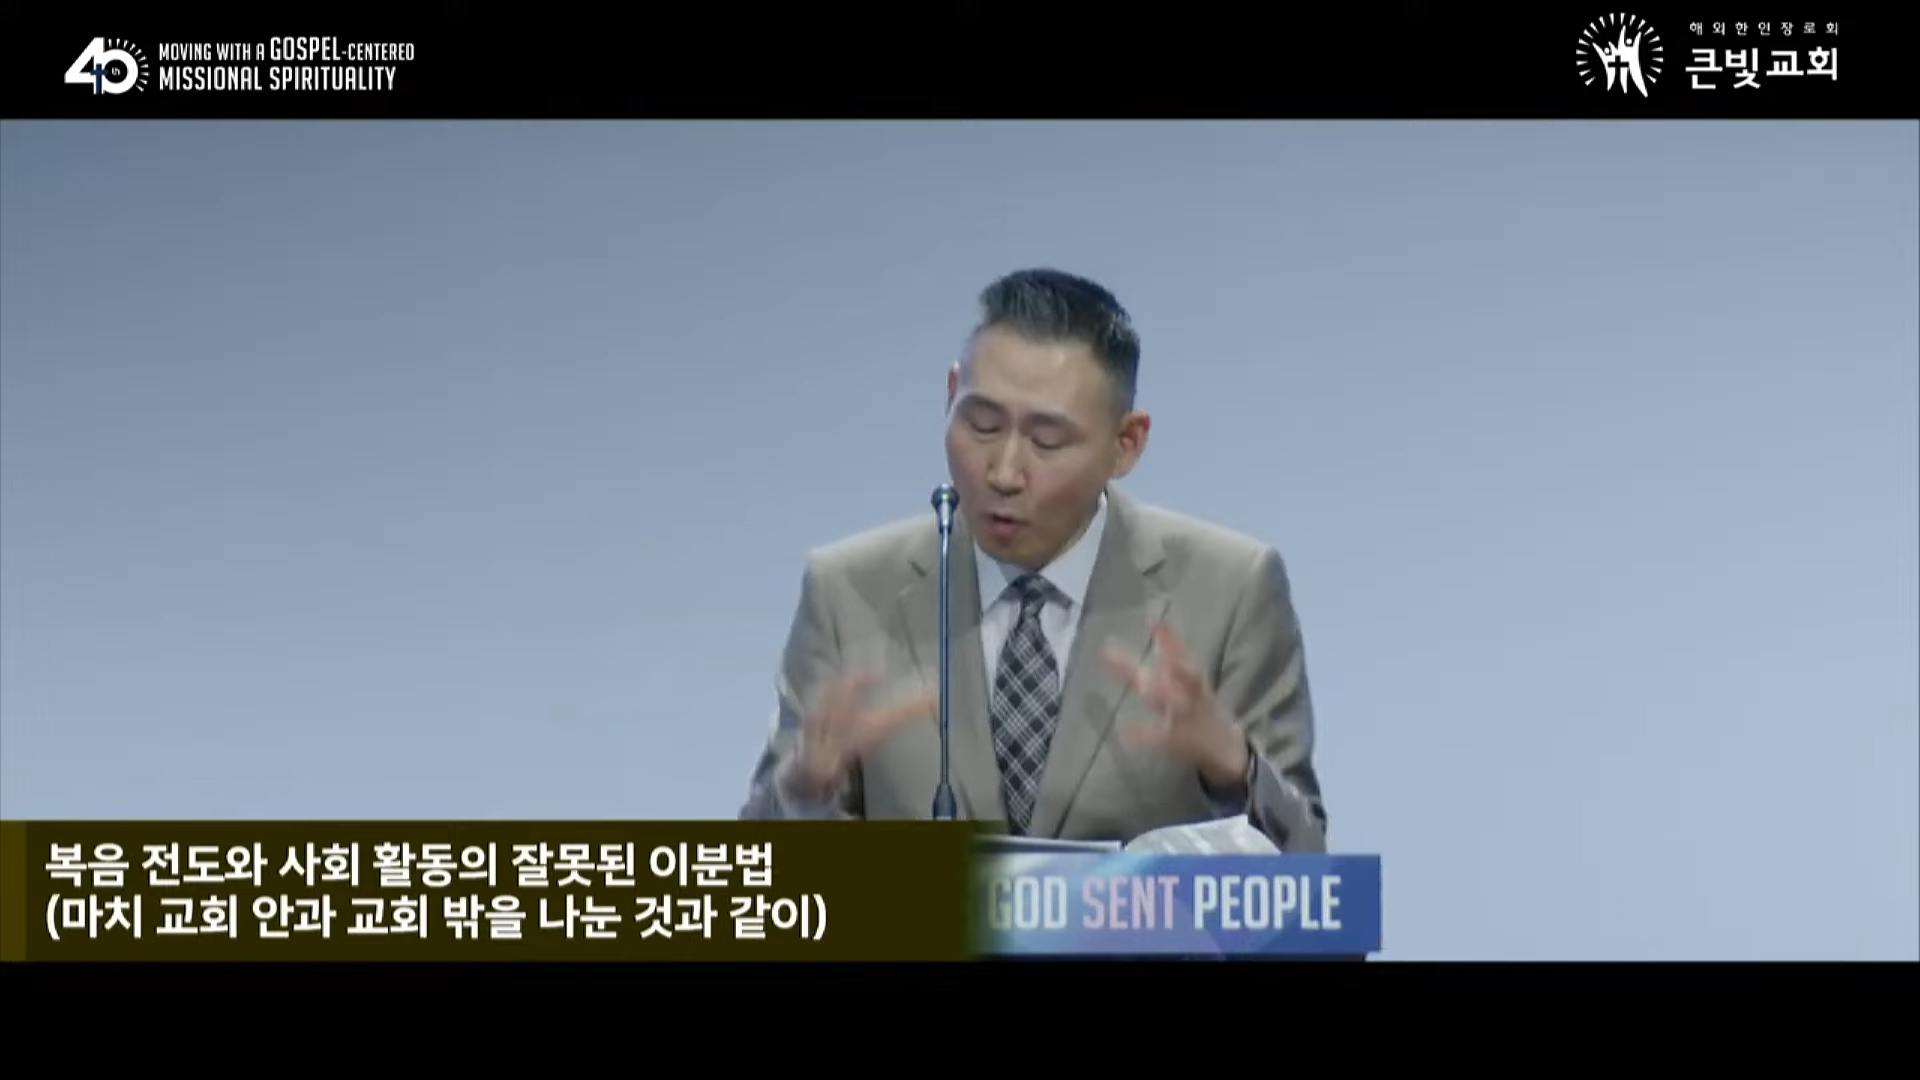 40th
MOVING WITH A GOSPEL-CENTERED
MISSIONAL SPIRITUALITY
해외한인장로회
큰빛교회
복음 전도와 사회 활동의 잘못된 이분법
(마치 교회 안과 교회 밖을 나눈 것과 같이)
GOD SENT PEOPLE